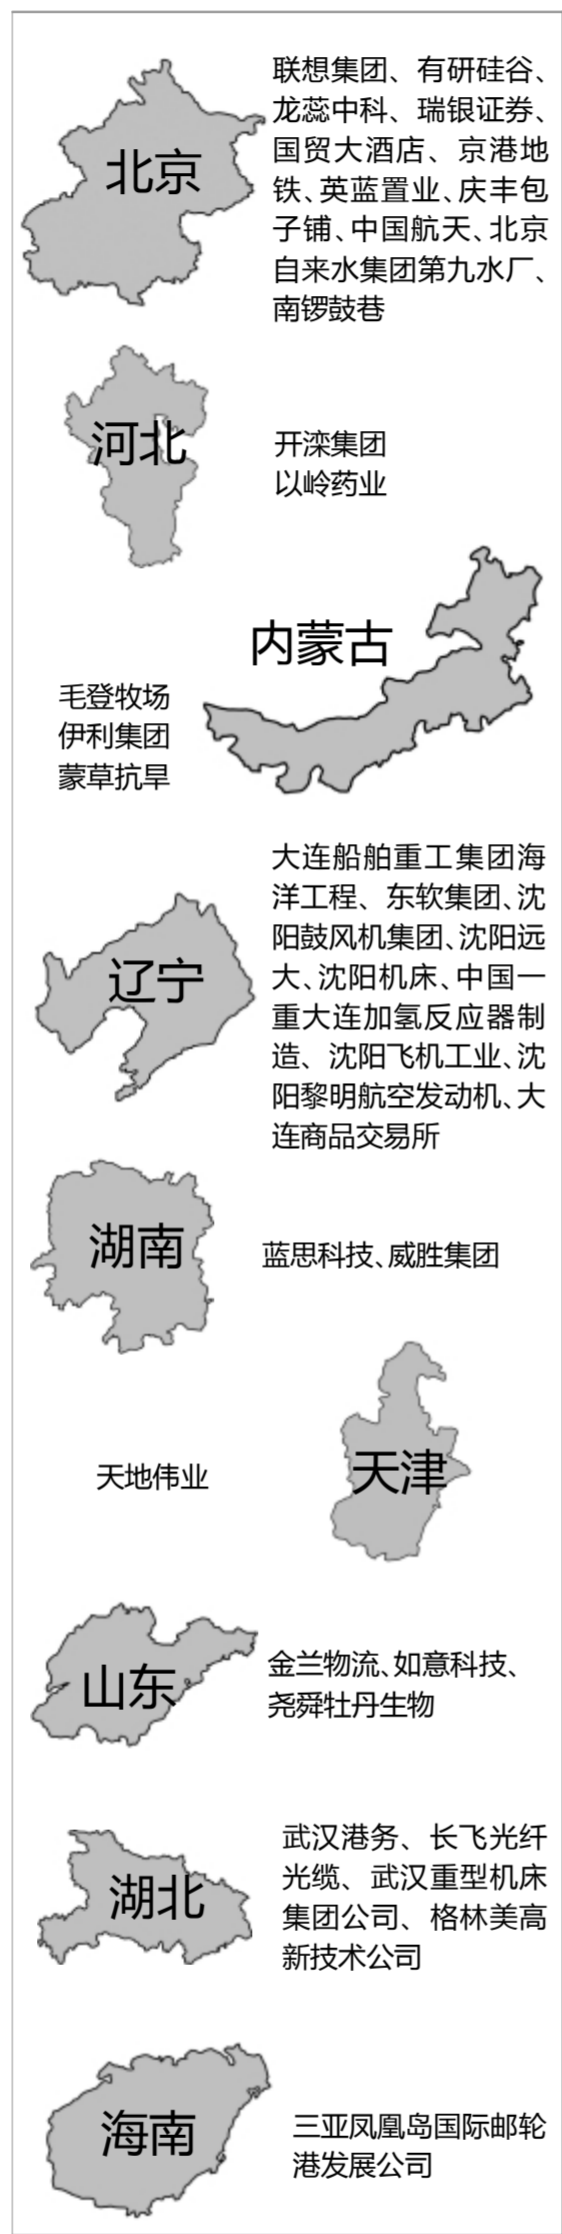 北京
联想集团、有研硅谷、
龙蕊中科、瑞银证券、
国贸大酒店、京港地
铁、英蓝置业、庆丰包
子铺、中国航天、北京
自来水集团第九水厂、
南锣鼓巷
河北
开滦集团
以岭药业
内蒙古
毛登牧场
伊利集团
蒙草抗旱
辽宁
大连船舶重工集团海
洋工程、东软集团、沈
阳鼓风机集团、沈阳远
大、沈阳机床、中国一
重大连加氢反应器制
造、沈阳飞机工业、沈
阳黎明航空发动机、大
连商品交易所
湖南
蓝思科技、威胜集团
天地伟业
天津
山东
金兰物流、如意科技、
尧舜牡丹生物
湖北
武汉港务、长飞光纤
光缆、武汉重型机床
集团公司、格林美高
新技术公司
海南
三亚凤凰岛国际邮轮
港发展公司